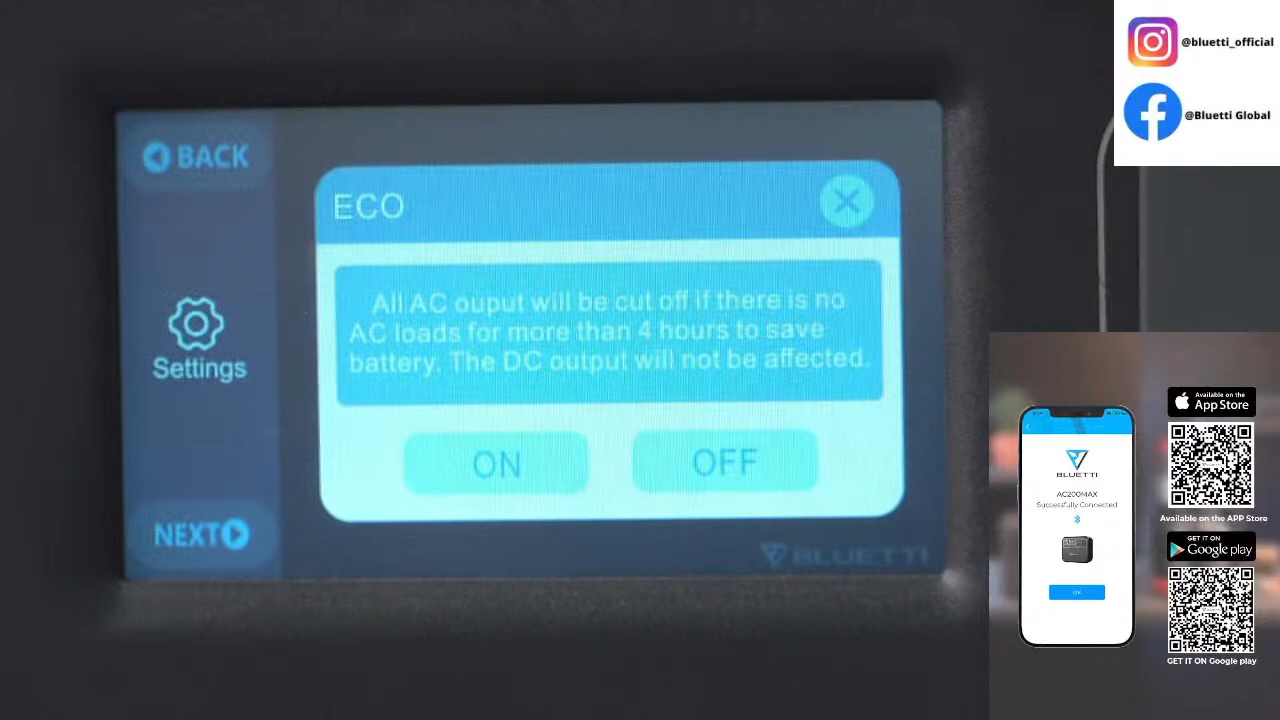 BACK
Settings
NEXT
ECO
All AC ouput will be cut off if there is no
AC loads for more than 4 hours to save
battery. The DC output will not be affected.
ON
OFF
BLUETTI
@bluetti_official
@Bluetti Global
BLUETTI
AC200MAX
Successfully Connected
OK
Available on the
App Store
Available on the APP Store
GET IT ON
Google play
GET IT ON Google play